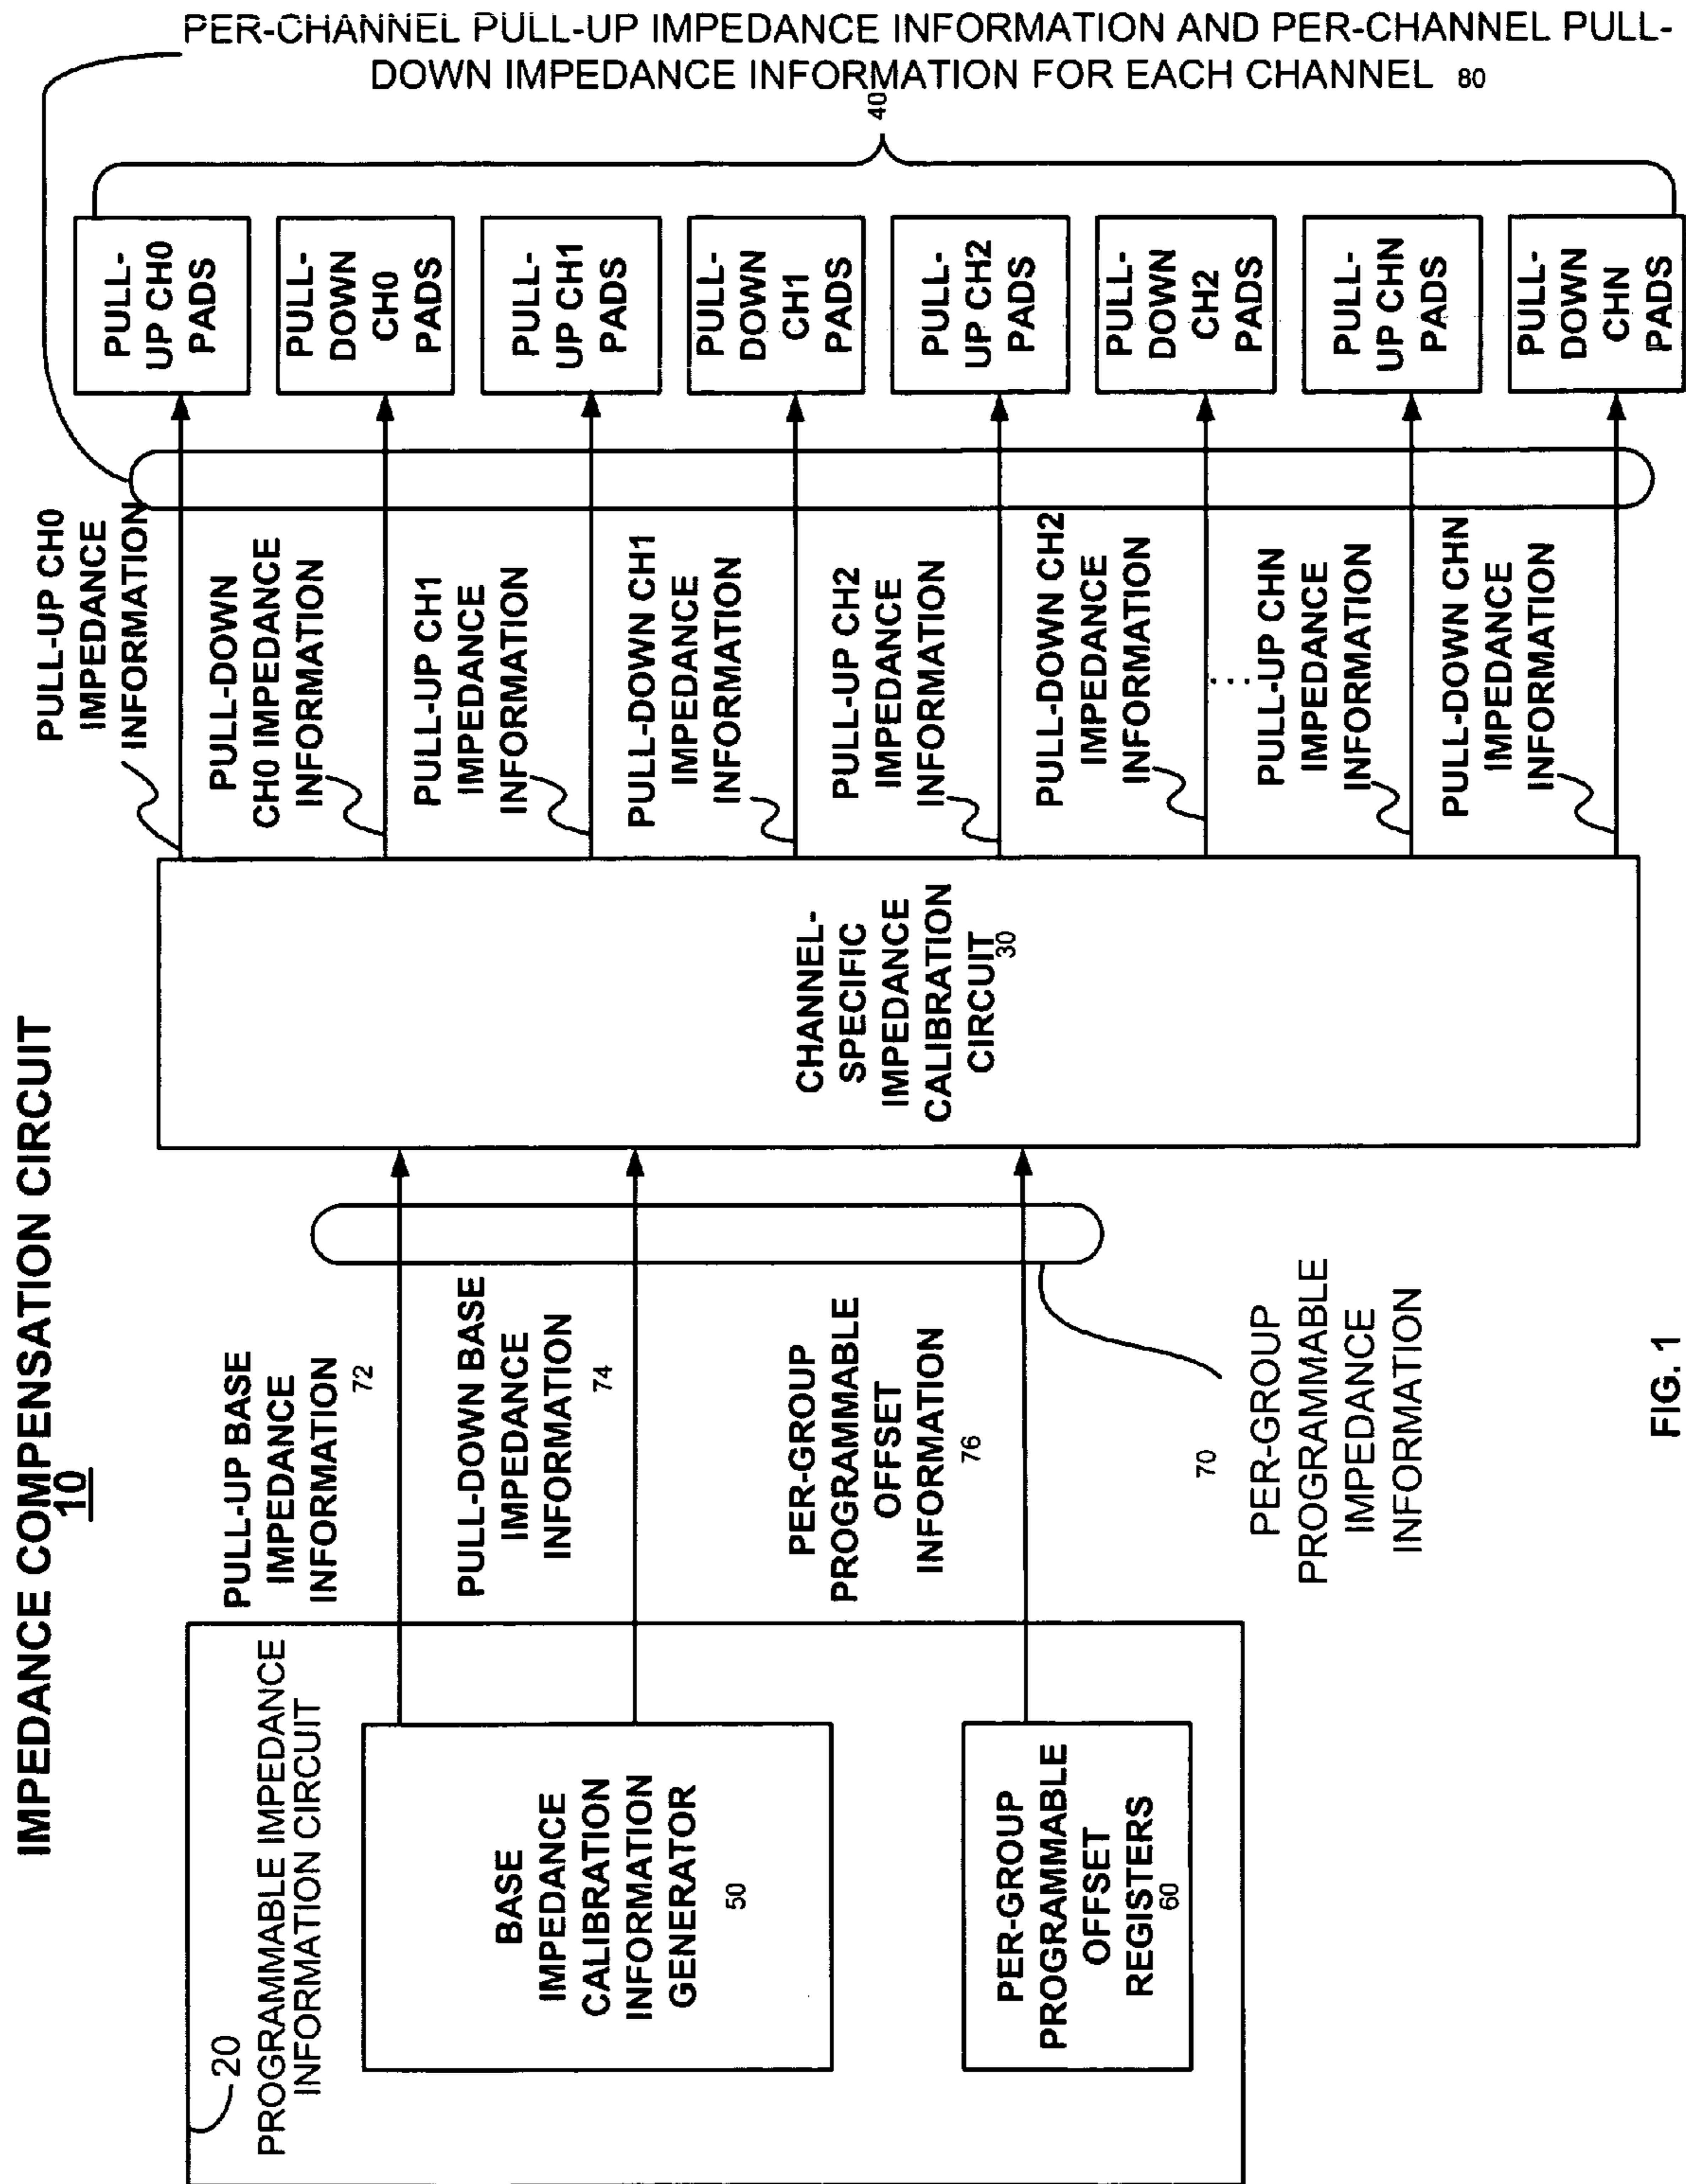 IMPEDANCE COMPENSATION CIRCUIT
10
20
PROGRAMMABLE IMPEDANCE
INFORMATION CIRCUIT
BASE
IMPEDANCE
CALIBRATION
INFORMATION
GENERATOR
50
PER-GROUP
PROGRAMMABLE
OFFSET
REGISTERS
60
PULL-UP BASE
IMPEDANCE
INFORMATION
72
PULL-DOWN BASE
IMPEDANCE
INFORMATION
74
PER-GROUP
PROGRAMMABLE
OFFSET
INFORMATION
76
70
PER-GROUP
PROGRAMMABLE
IMPEDANCE
INFORMATION
CHANNEL-
SPECIFIC
IMPEDANCE
CALIBRATION
CIRCUIT
30
PULL-UP CH0
IMPEDANCE
INFORMATION
PULL-DOWN
CH0 IMPEDANCE
INFORMATION
PULL-UP CH1
IMPEDANCE
INFORMATION
PULL-DOWN CH1
IMPEDANCE
INFORMATION
PULL-UP CH2
IMPEDANCE
INFORMATION
PULL-DOWN CH2
IMPEDANCE
INFORMATION
...
PULL-UP CHN
IMPEDANCE
INFORMATION
PULL-DOWN CHN
IMPEDANCE
INFORMATION
PULL-
UP CH0
PADS
PULL-
DOWN
CH0
PADS
PULL-
UP CH1
PADS
PULL-
DOWN
CH1
PADS
PULL-
UP CH2
PADS
PULL-
DOWN
CH2
PADS
PULL-
UP CHN
PADS
PULL-
DOWN
CHN
PADS
40
PER-CHANNEL PULL-UP IMPEDANCE INFORMATION AND PER-CHANNEL PULL-
DOWN IMPEDANCE INFORMATION FOR EACH CHANNEL 80
FIG. 1